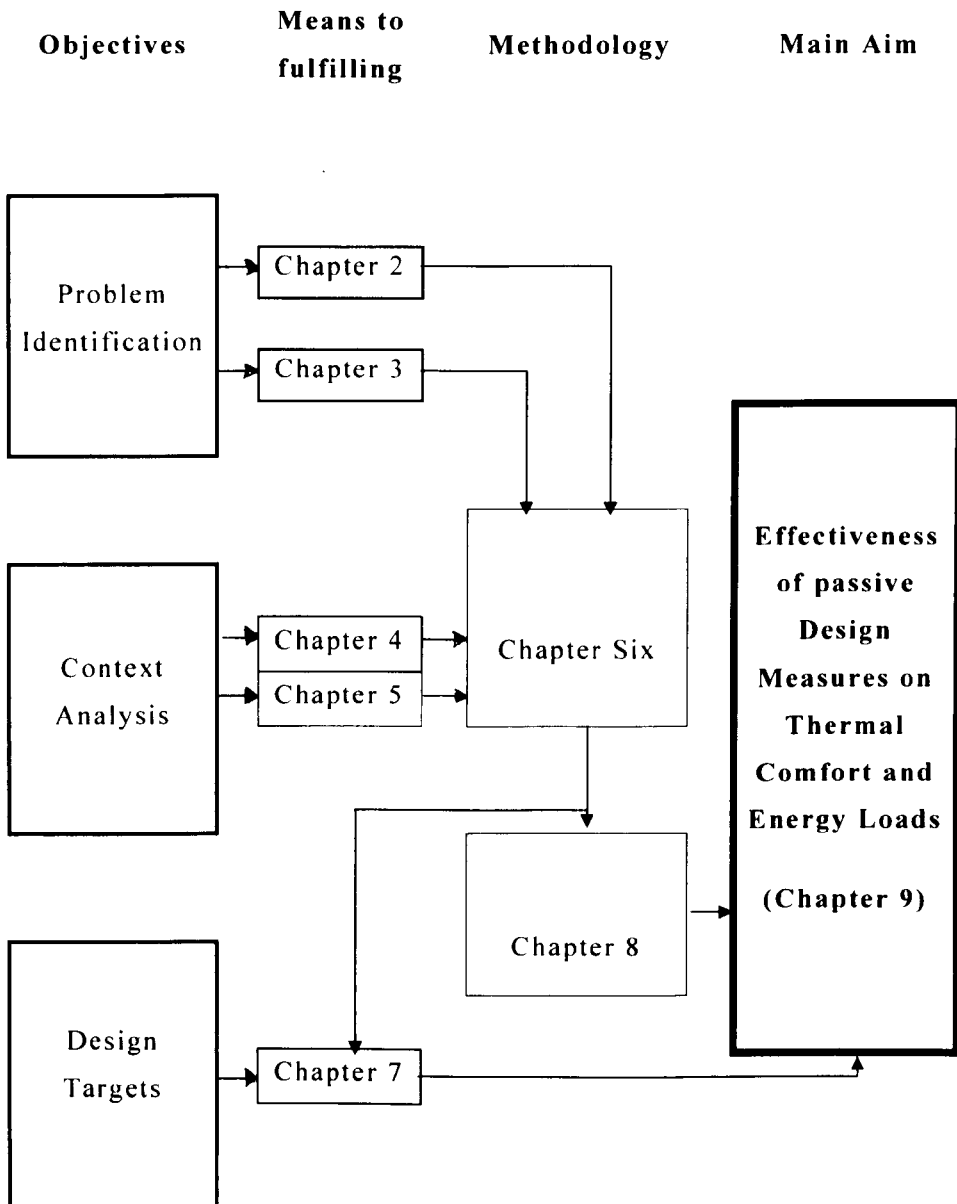 Objectives
Means to
fulfilling
Methodology
Main Aim
Problem
Identification
Chapter 2
Chapter 3
Context
Analysis
Chapter 4
Chapter 5
Chapter Six
Chapter 8
Design
Targets
Chapter 7
Effectiveness
of passive
Design
Measures on
Thermal
Comfort and
Energy Loads
(Chapter 9)